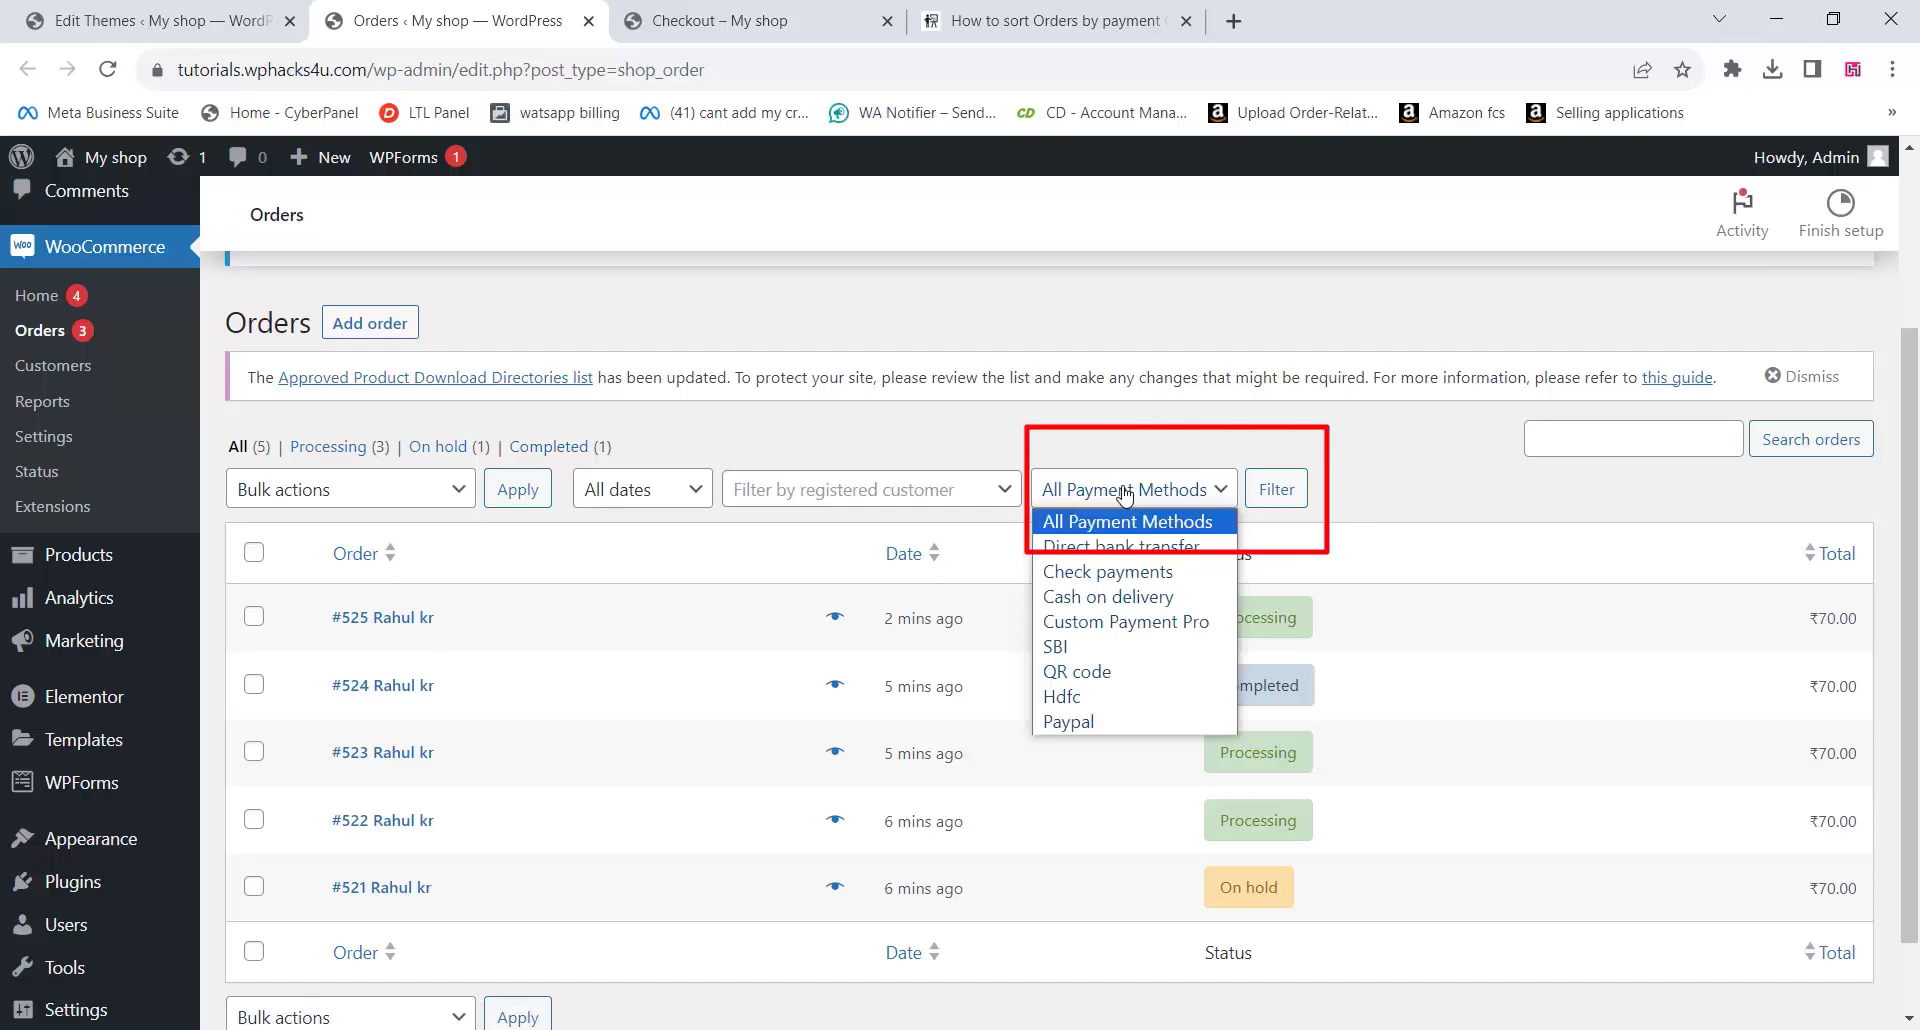 Edit Themes ‹ My shop — WordP
Orders ‹ My shop — WordPress
Checkout – My shop
How to sort Orders by payment
tutorials.wphacks4u.com/wp-admin/edit.php?post_type=shop_order
Meta Business Suite
Home - CyberPanel
LTL Panel
watsapp billing
(41) cant add my cr...
WA Notifier – Send...
CD - Account Mana...
Upload Order-Relat...
Amazon fcs
Selling applications
»
My shop
1
0
New
WPForms 1
Howdy, Admin
Comments
WooCommerce
Home 4
Orders 3
Customers
Reports
Settings
Status
Extensions
Products
Analytics
Marketing
Elementor
Templates
WPForms
Appearance
Plugins
Users
Tools
Settings
Orders
Activity
Finish setup
Orders
Add order
The Approved Product Download Directories list has been updated. To protect your site, please review the list and make any changes that might be required. For more information, please refer to this guide.
Dismiss
All (5) | Processing (3) | On hold (1) | Completed (1)
Search orders
Bulk actions
Apply
All dates
Filter by registered customer
All Payment Methods
Filter
All Payment Methods
Direct bank transfer
Check payments
Cash on delivery
Custom Payment Pro
SBI
QR code
Hdfc
Paypal
Order
Date
us
Total
#525 Rahul kr
2 mins ago
ocessing
₹70.00
#524 Rahul kr
5 mins ago
mpleted
₹70.00
#523 Rahul kr
5 mins ago
Processing
₹70.00
#522 Rahul kr
6 mins ago
Processing
₹70.00
#521 Rahul kr
6 mins ago
On hold
₹70.00
Order
Date
Status
Total
Bulk actions
Apply